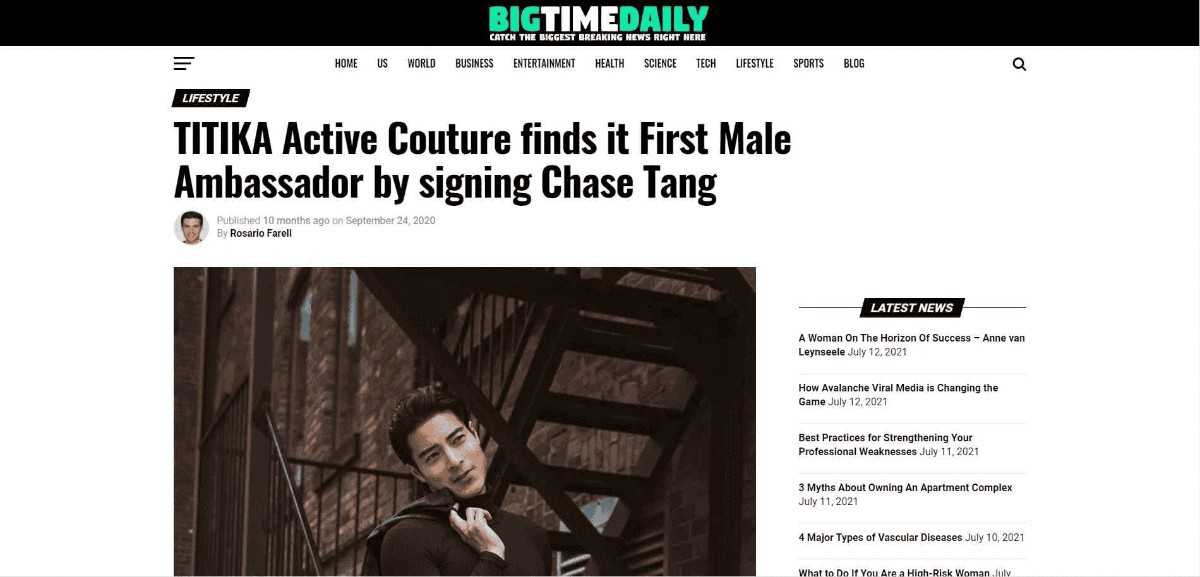 BIGTIMEDAILY
CATCH THE BIGGEST BREAKING NEWS RIGHT HERE
HOME US WORLD BUSINESS ENTERTAINMENT HEALTH SCIENCE TECH LIFESTYLE SPORTS BLOG
LIFESTYLE
TITIKA Active Couture finds it First Male
Ambassador by signing Chase Tang
Published 10 months ago on September 24, 2020
By Rosario Farell
LATEST NEWS
A Woman On The Horizon Of Success – Anne van
Leynseele July 12, 2021
How Avalanche Viral Media is Changing the
Game July 12, 2021
Best Practices for Strengthening Your
Professional Weaknesses July 11, 2021
3 Myths About Owning An Apartment Complex
July 11, 2021
4 Major Types of Vascular Diseases July 10, 2021
What to Do If You Are a High-Risk Woman July